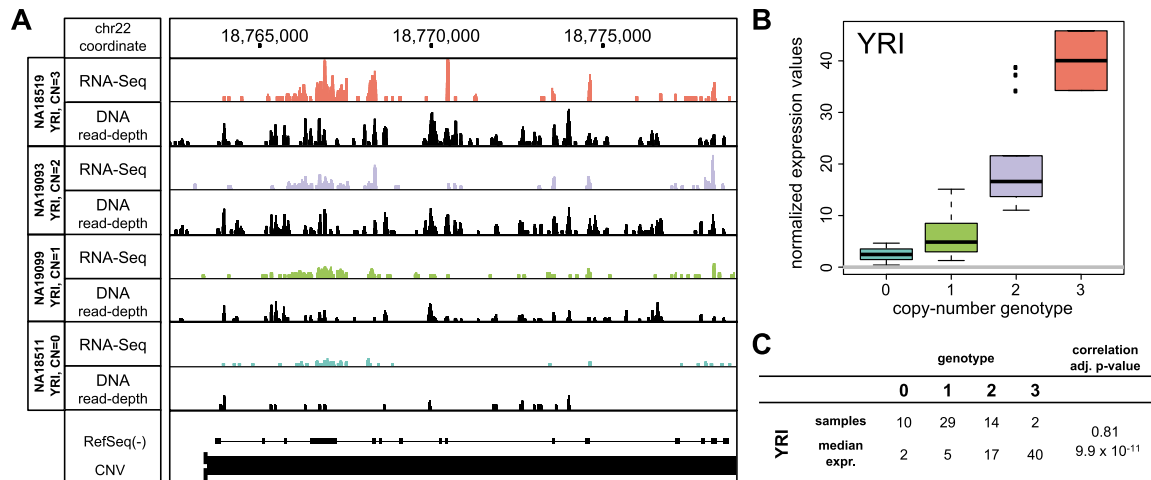 A
chr22
coordinate
18,765,000
18,770,000
18,775,000
NA18519
YRI, CN=3
RNA-Seq
DNA
read-depth
NA19093
YRI, CN=2
RNA-Seq
DNA
read-depth
NA19099
YRI, CN=1
RNA-Seq
DNA
read-depth
NA18511
YRI, CN=0
RNA-Seq
DNA
read-depth
RefSeq(-)
CNV
B
YRI
normalized expression values
40
30
20
10
0
0 1 2 3
copy-number genotype
C
genotype
correlation
adj. p-value
0 1 2 3
YRI
samples 10 29 14 2
median
expr.
2 5 17 40
0.81
9.9 x 10⁻¹¹